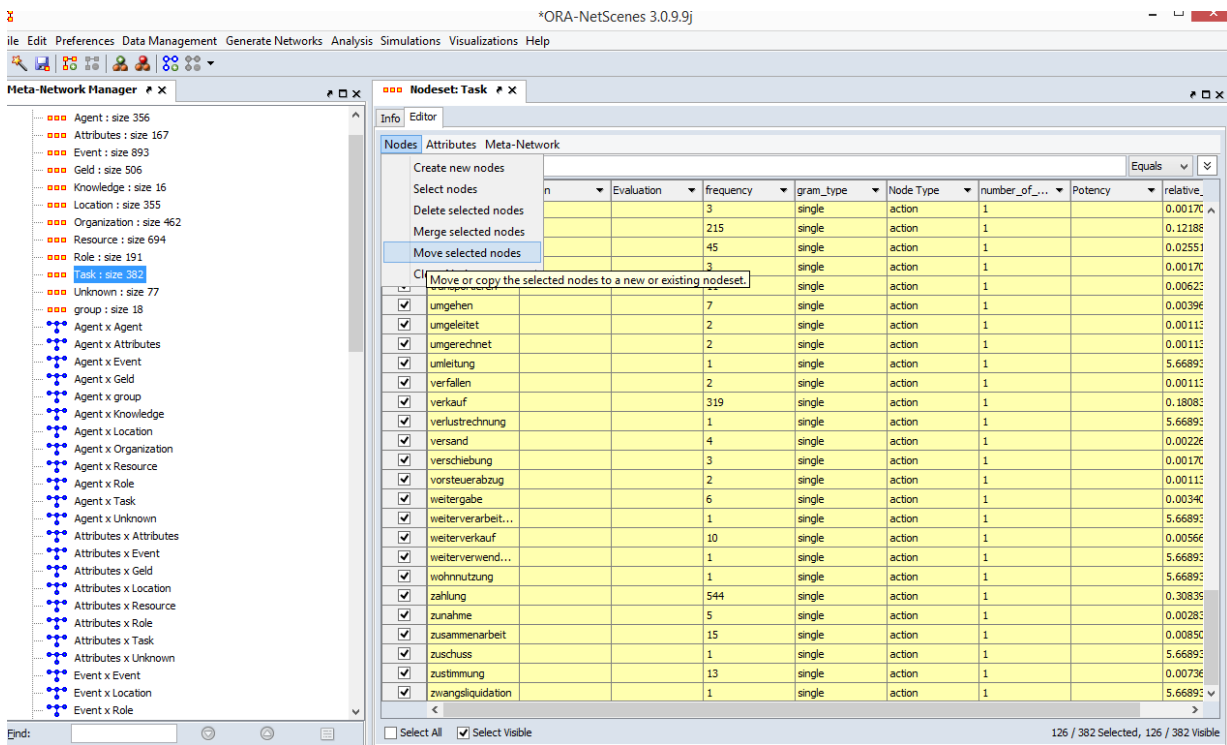 *ORA-NetScenes 3.0.9.9j
ile Edit Preferences Data Management Generate Networks Analysis Simulations Visualizations Help
Meta-Network Manager
Agent : size 356
Attributes : size 167
Event : size 893
Geld : size 506
Knowledge : size 16
Location : size 355
Organization : size 462
Resource : size 694
Role : size 191
Task : size 382
Unknown : size 77
group : size 18
Agent x Agent
Agent x Attributes
Agent x Event
Agent x Geld
Agent x group
Agent x Knowledge
Agent x Location
Agent x Organization
Agent x Resource
Agent x Role
Agent x Task
Agent x Unknown
Attributes x Attributes
Attributes x Event
Attributes x Geld
Attributes x Location
Attributes x Resource
Attributes x Role
Attributes x Task
Attributes x Unknown
Event x Event
Event x Location
Event x Role
Find:
Nodeset: Task
Info Editor
Nodes Attributes Meta-Network
Create new nodes
Select nodes
Delete selected nodes
Merge selected nodes
Move selected nodes
Move or copy the selected nodes to a new or existing nodeset.
Equals
n Evaluation frequency gram_type Node Type number_of_... Potency relative_
3 single action 1 0.00170
215 single action 1 0.12188
45 single action 1 0.02551
3 single action 1 0.00170
single action 1 0.00623
umgehen 7 single action 1 0.00396
umgeleitet 2 single action 1 0.00113
umgerechnet 2 single action 1 0.00113
umleitung 1 single action 1 5.66893
verfallen 2 single action 1 0.00113
verkauf 319 single action 1 0.18083
verlustrechnung 1 single action 1 5.66893
versand 4 single action 1 0.00226
verschiebung 3 single action 1 0.00170
vorsteuerabzug 2 single action 1 0.00113
weitergabe 6 single action 1 0.00340
weiterverarbeit... 1 single action 1 5.66893
weiterverkauf 10 single action 1 0.00566
weiterverwend... 1 single action 1 5.66893
wohnnutzung 1 single action 1 5.66893
zahlung 544 single action 1 0.30839
zunahme 5 single action 1 0.00283
zusammenarbeit 15 single action 1 0.00850
zuschuss 1 single action 1 5.66893
zustimmung 13 single action 1 0.00736
zwangsliquidation 1 single action 1 5.66893
Select All Select Visible 126 / 382 Selected, 126 / 382 Visible